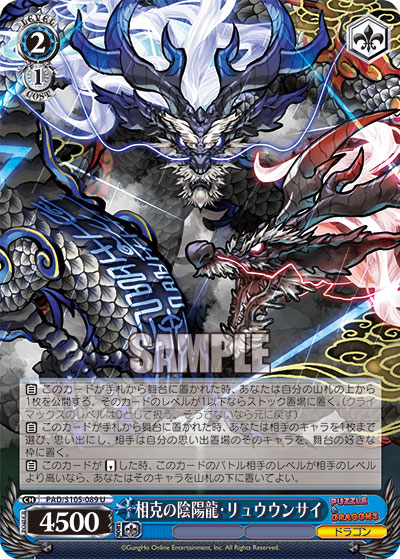 LEVEL
2
1
COST
SAMPLE
自 このカードが手札から舞台に置かれた時、あなたは自分の山札の上から
1枚を公開する。そのカードのレベルが1以下ならストック置場に置く。(クライ
マックスのレベルは0として扱う。そうでないなら元に戻す)
自 このカードが手札から舞台に置かれた時、あなたは相手のキャラを1枚まで
選び、思い出にし、相手は自分の思い出置場のそのキャラを、舞台の好きな
枠に置く。
自 このカードがアタックした時、このカードのバトル相手のレベルが相手のレベル
より高いなら、あなたはそのキャラを山札の下に置いてよい。
CH PAD/S105-089 U
4500
相克の陰陽龍・リュウウンサイ
PUZZLE & DRAGONS
ドラゴン
©GungHo Online Entertainment, Inc. All Rights Reserved.